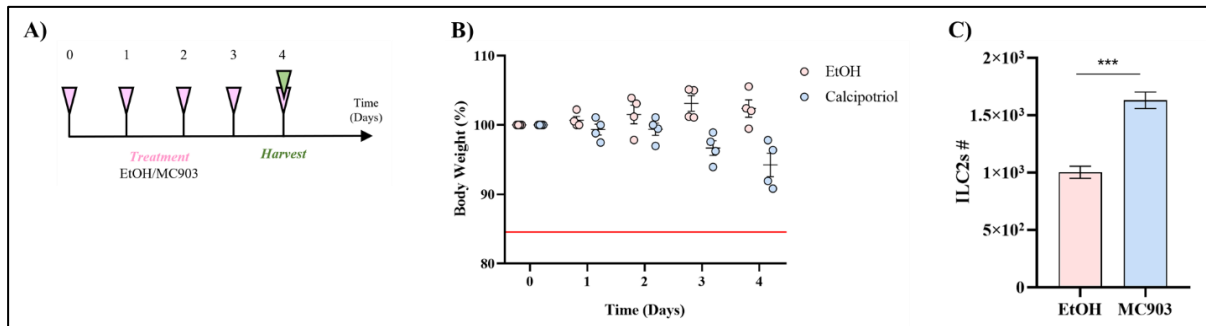 A)
0 1 2 3 4
Time
(Days)
Treatment
Harvest
EtOH/MC903
B)
110
100
90
80
Body Weight (%)
0 1 2 3 4
Time (Days)
EtOH
Calcipotriol
C)
2×10³
1.5×10³
1×10³
5×10²
0
ILC2s #
***
EtOH MC903